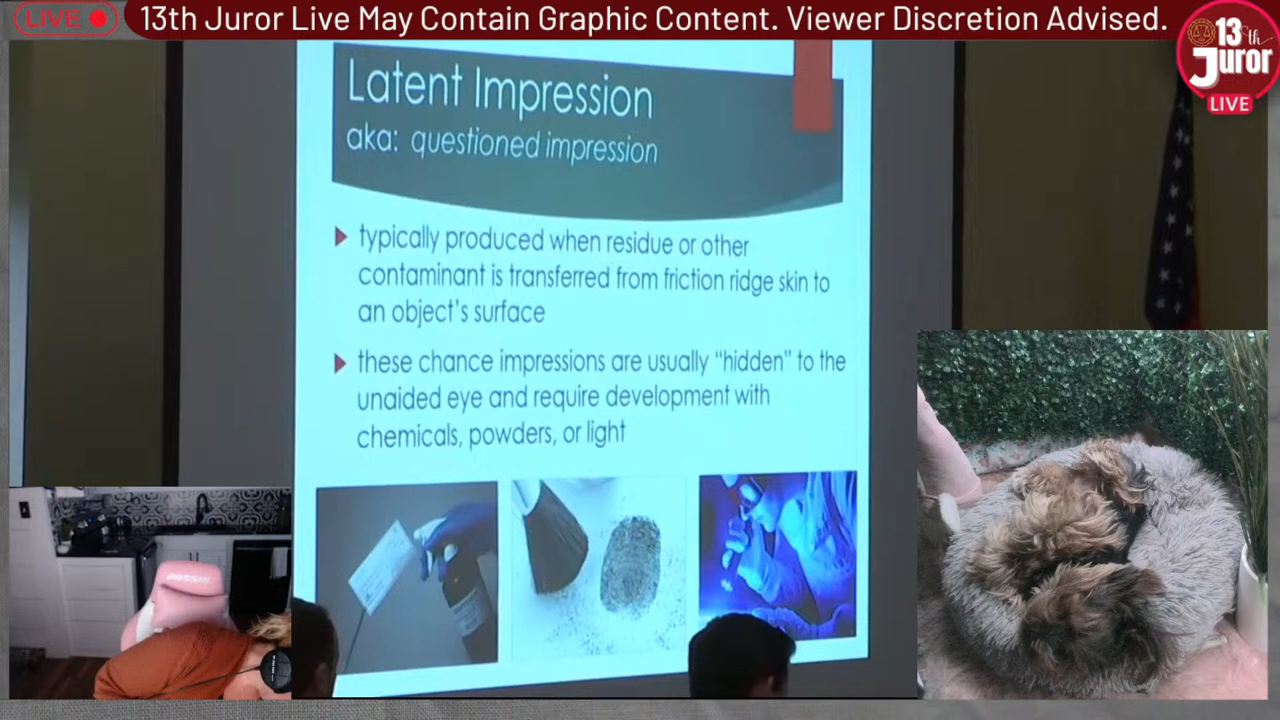 LIVE
13th Juror Live May Contain Graphic Content. Viewer Discretion Advised.
13th
Juror
LIVE
Latent Impression
aka: questioned impression
typically produced when residue or other
contaminant is transferred from friction ridge skin to
an object's surface
these chance impressions are usually "hidden" to the
unaided eye and require development with
chemicals, powders, or light